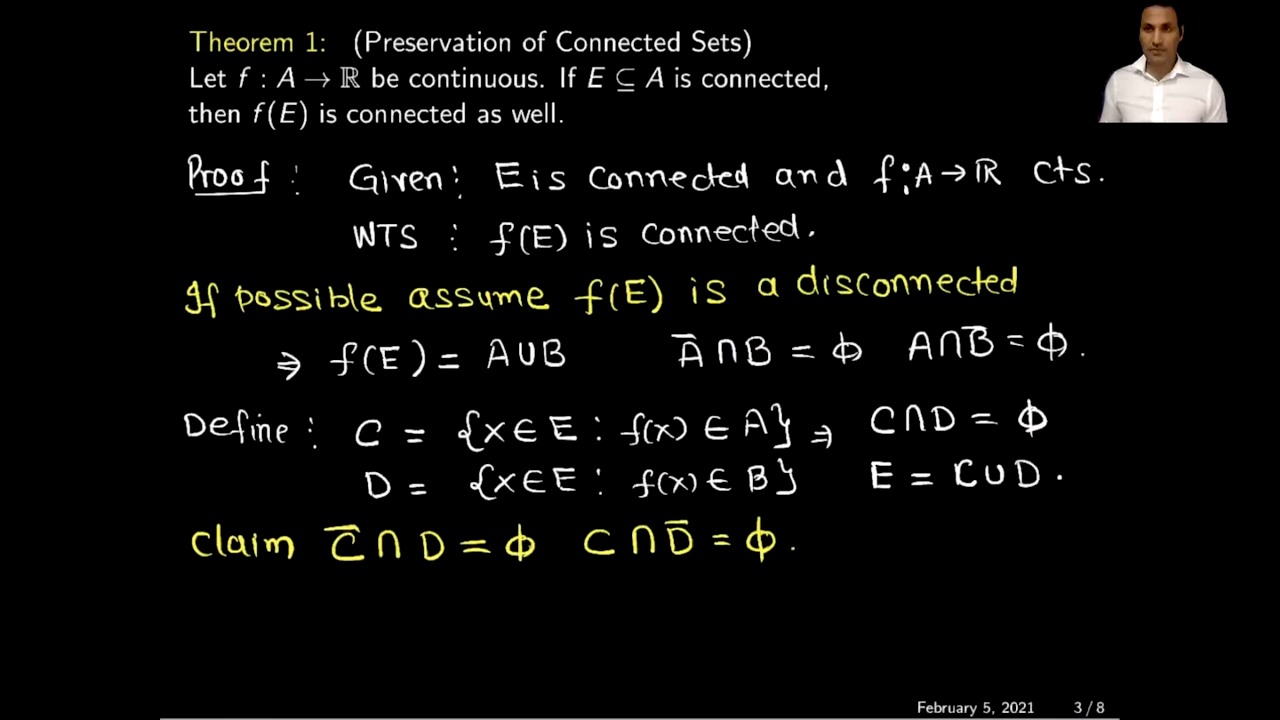 Theorem 1: (Preservation of Connected Sets)
Let f : A → ℝ be continuous. If E ⊆ A is connected,
then f(E) is connected as well.
Proof : Given : E is connected and f : A → ℝ cts.
WTS : f(E) is connected.
If possible assume f(E) is a disconnected
⇒ f(E) = A∪B A̅ ∩ B = ϕ A∩B̅ = ϕ.
Define : C = {x ∈ E : f(x) ∈ A} ⇒ C∩D = ϕ
D = {x∈E : f(x) ∈ B} E = C∪D.
Claim C̅ ∩ D = ϕ C ∩ D̅ = ϕ.
February 5, 2021 3 / 8